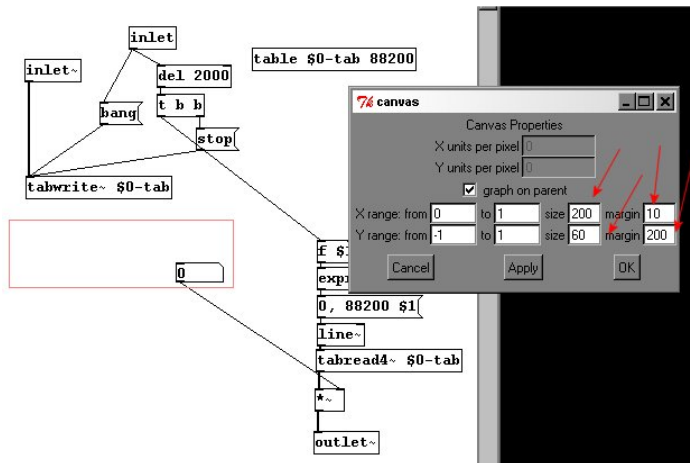 inlet
inlet~
del 2000
table $0-tab 88200
bang
t b b
stop
tabwrite~ $0-tab
0
f $
exp
0, 88200 $1
line~
tabread4~ $0-tab
*~
outlet~
canvas
Canvas Properties
X units per pixel 0
Y units per pixel 0
graph on parent
X range: from 0 to 1 size 200 margin 10
Y range: from -1 to 1 size 60 margin 200
Cancel Apply OK